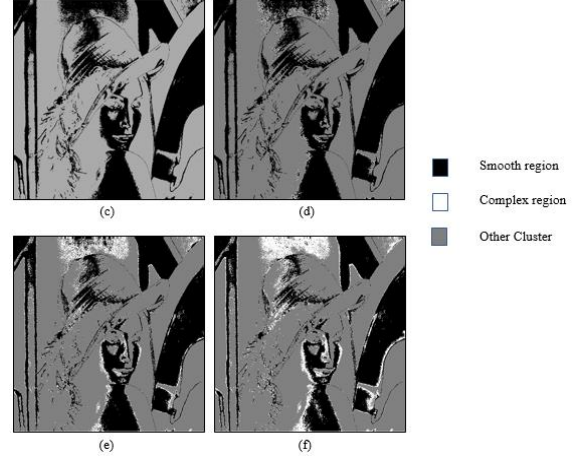 (c)
(d)
Smooth region
Complex region
Other Cluster
(e)
(f)